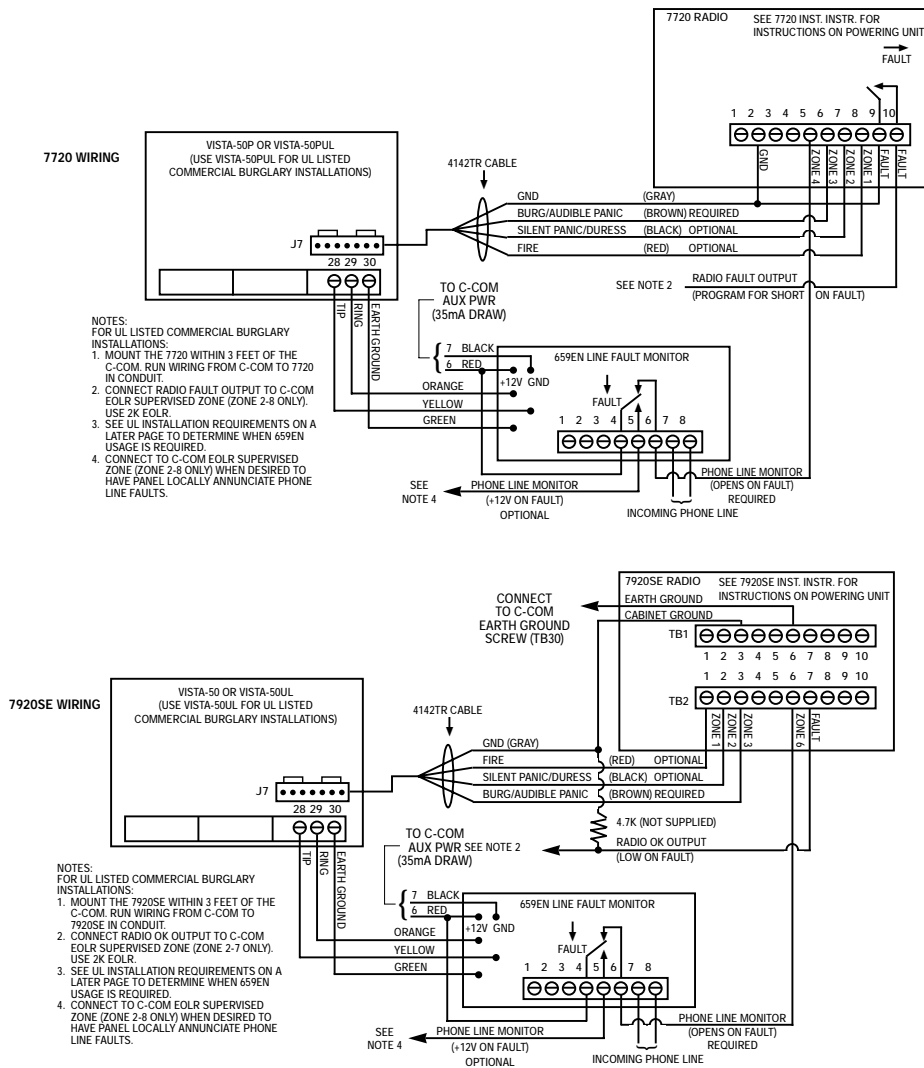 7720 RADIO
SEE 7720 INST. INSTR. FOR
INSTRUCTIONS ON POWERING UNIT
FAULT
1 2 3 4 5 6 7 8 9 10
GND
ZONE 4
ZONE 3
ZONE 2
ZONE 1
FAULT
FAULT
7720 WIRING
VISTA-50P OR VISTA-50PUL
(USE VISTA-50PUL FOR UL LISTED
COMMERCIAL BURGLARY INSTALLATIONS)
4142TR CABLE
GND (GRAY)
BURG/AUDIBLE PANIC (BROWN) REQUIRED
SILENT PANIC/DURESS (BLACK) OPTIONAL
FIRE (RED) OPTIONAL
J7
28 29 30
TIP
RING
EARTH GROUND
TO C-COM
AUX PWR
(35mA DRAW)
SEE NOTE 2
RADIO FAULT OUTPUT
(PROGRAM FOR SHORT ON FAULT)
NOTES:
FOR UL LISTED COMMERCIAL BURGLARY
INSTALLATIONS:
1. MOUNT THE 7720 WITHIN 3 FEET OF THE
C-COM. RUN WIRING FROM C-COM TO 7720
IN CONDUIT.
2. CONNECT RADIO FAULT OUTPUT TO C-COM
EOLR SUPERVISED ZONE (ZONE 2-8 ONLY).
USE 2K EOLR.
3. SEE UL INSTALLATION REQUIREMENTS ON A
LATER PAGE TO DETERMINE WHEN 659EN
USAGE IS REQUIRED.
4. CONNECT TO C-COM EOLR SUPERVISED
ZONE (ZONE 2-8 ONLY) WHEN DESIRED TO
HAVE PANEL LOCALLY ANNUNCIATE PHONE
LINE FAULTS.
{ 7 BLACK
6 RED
ORANGE
YELLOW
GREEN
+12V GND
659EN LINE FAULT MONITOR
FAULT
1 2 3 4 5 6 7 8
SEE
NOTE 4
PHONE LINE MONITOR
(+12V ON FAULT)
OPTIONAL
INCOMING PHONE LINE
PHONE LINE MONITOR
(OPENS ON FAULT)
REQUIRED
7920SE RADIO
SEE 7920SE INST. INSTR. FOR
INSTRUCTIONS ON POWERING UNIT
CONNECT
TO C-COM
EARTH GROUND
SCREW (TB30)
EARTH GROUND
CABINET GROUND
TB1
1 2 3 4 5 6 7 8 9 10
1 2 3 4 5 6 7 8 9 10
TB2
ZONE 1
ZONE 2
ZONE 3
ZONE 6
FAULT
7920SE WIRING
VISTA-50 OR VISTA-50UL
(USE VISTA-50UL FOR UL LISTED
COMMERCIAL BURGLARY INSTALLATIONS)
4142TR CABLE
GND (GRAY)
FIRE (RED) OPTIONAL
SILENT PANIC/DURESS (BLACK) OPTIONAL
BURG/AUDIBLE PANIC (BROWN) REQUIRED
J7
28 29 30
TIP
RING
EARTH GROUND
4.7K (NOT SUPPLIED)
TO C-COM
AUX PWR
(35mA DRAW)
SEE NOTE 2
RADIO OK OUTPUT
(LOW ON FAULT)
NOTES:
FOR UL LISTED COMMERCIAL BURGLARY
INSTALLATIONS:
1. MOUNT THE 7920SE WITHIN 3 FEET OF THE
C-COM. RUN WIRING FROM C-COM TO
7920SE IN CONDUIT.
2. CONNECT RADIO OK OUTPUT TO C-COM
EOLR SUPERVISED ZONE (ZONE 2-7 ONLY).
USE 2K EOLR.
3. SEE UL INSTALLATION REQUIREMENTS ON A
LATER PAGE TO DETERMINE WHEN 659EN
USAGE IS REQUIRED.
4. CONNECT TO C-COM EOLR SUPERVISED
ZONE (ZONE 2-8 ONLY) WHEN DESIRED TO
HAVE PANEL LOCALLY ANNUNCIATE PHONE
LINE FAULTS.
{ 7 BLACK
6 RED
ORANGE
YELLOW
GREEN
+12V GND
659EN LINE FAULT MONITOR
FAULT
1 2 3 4 5 6 7 8
SEE
NOTE 4
PHONE LINE MONITOR
(+12V ON FAULT)
OPTIONAL
INCOMING PHONE LINE
PHONE LINE MONITOR
(OPENS ON FAULT)
REQUIRED